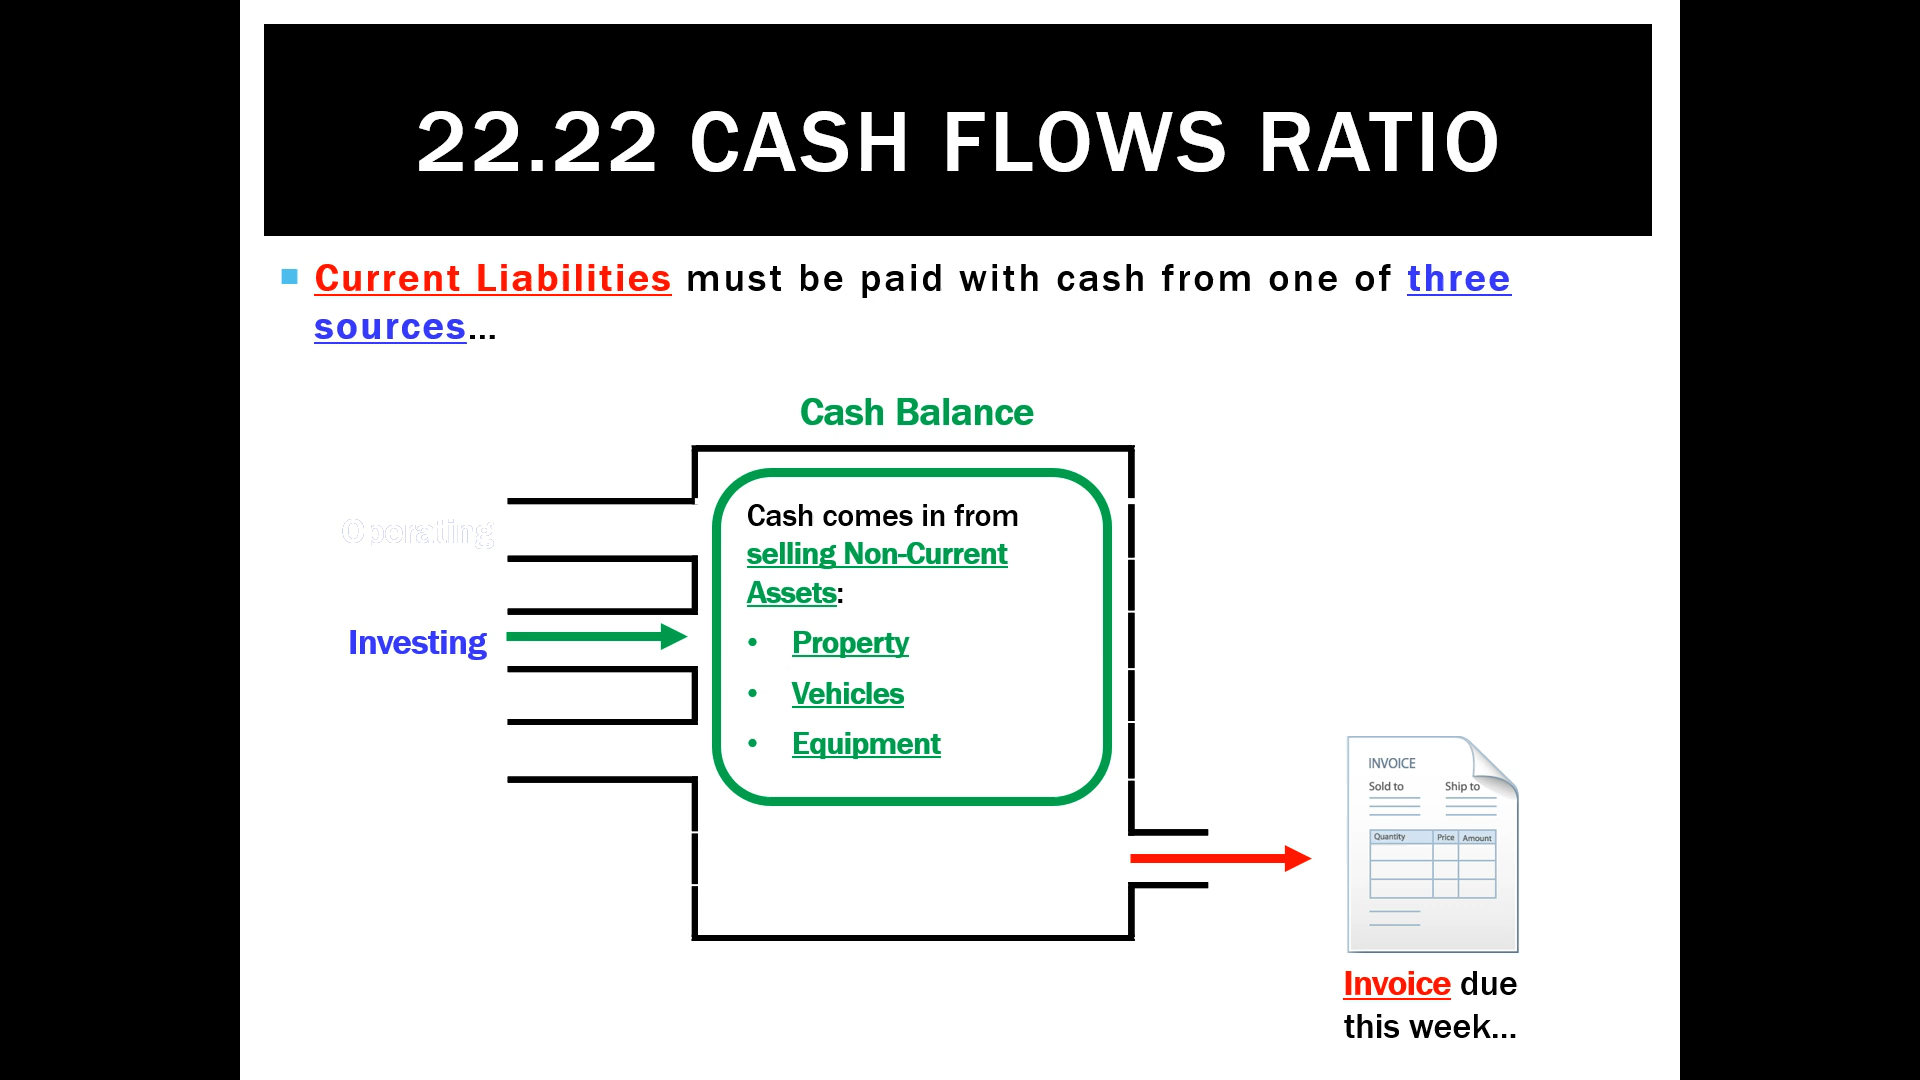 22.22 CASH FLOWS RATIO
Current Liabilities must be paid with cash from one of three
sources...
Cash Balance
Operating
Investing
Cash comes in from
selling Non-Current
Assets:
• Property
• Vehicles
• Equipment
INVOICE
Sold to Ship to
Quantity Price Amount
Invoice due
this week...